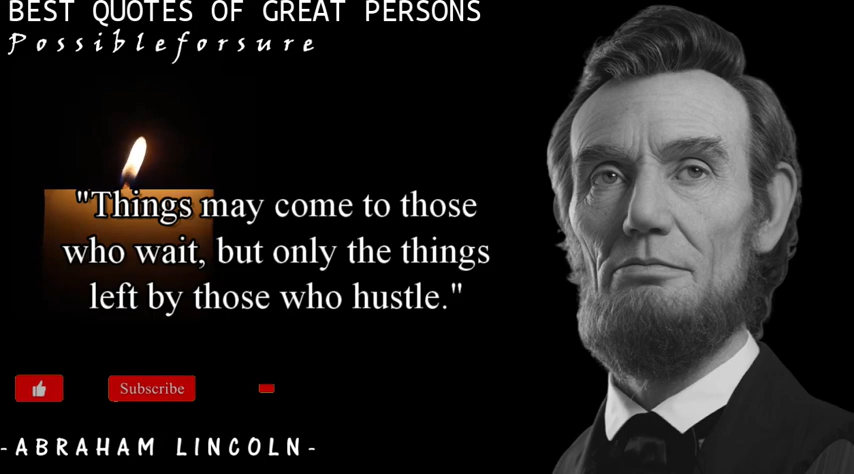 BEST QUOTES OF GREAT PERSONS
Possibleforsure
"Things may come to those
who wait, but only the things
left by those who hustle."
Subscribe
-ABRAHAM LINCOLN-